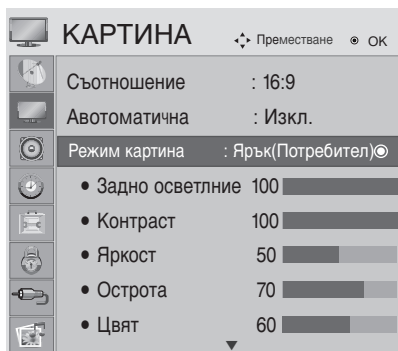 КАРТИНА Преместване OK
Съотношение : 16:9
Авотоматична : Изкл.
Режим картина : Ярък(Потребител)
• Задно осветлние 100
• Контраст 100
• Яркост 50
• Острота 70
• Цвят 60